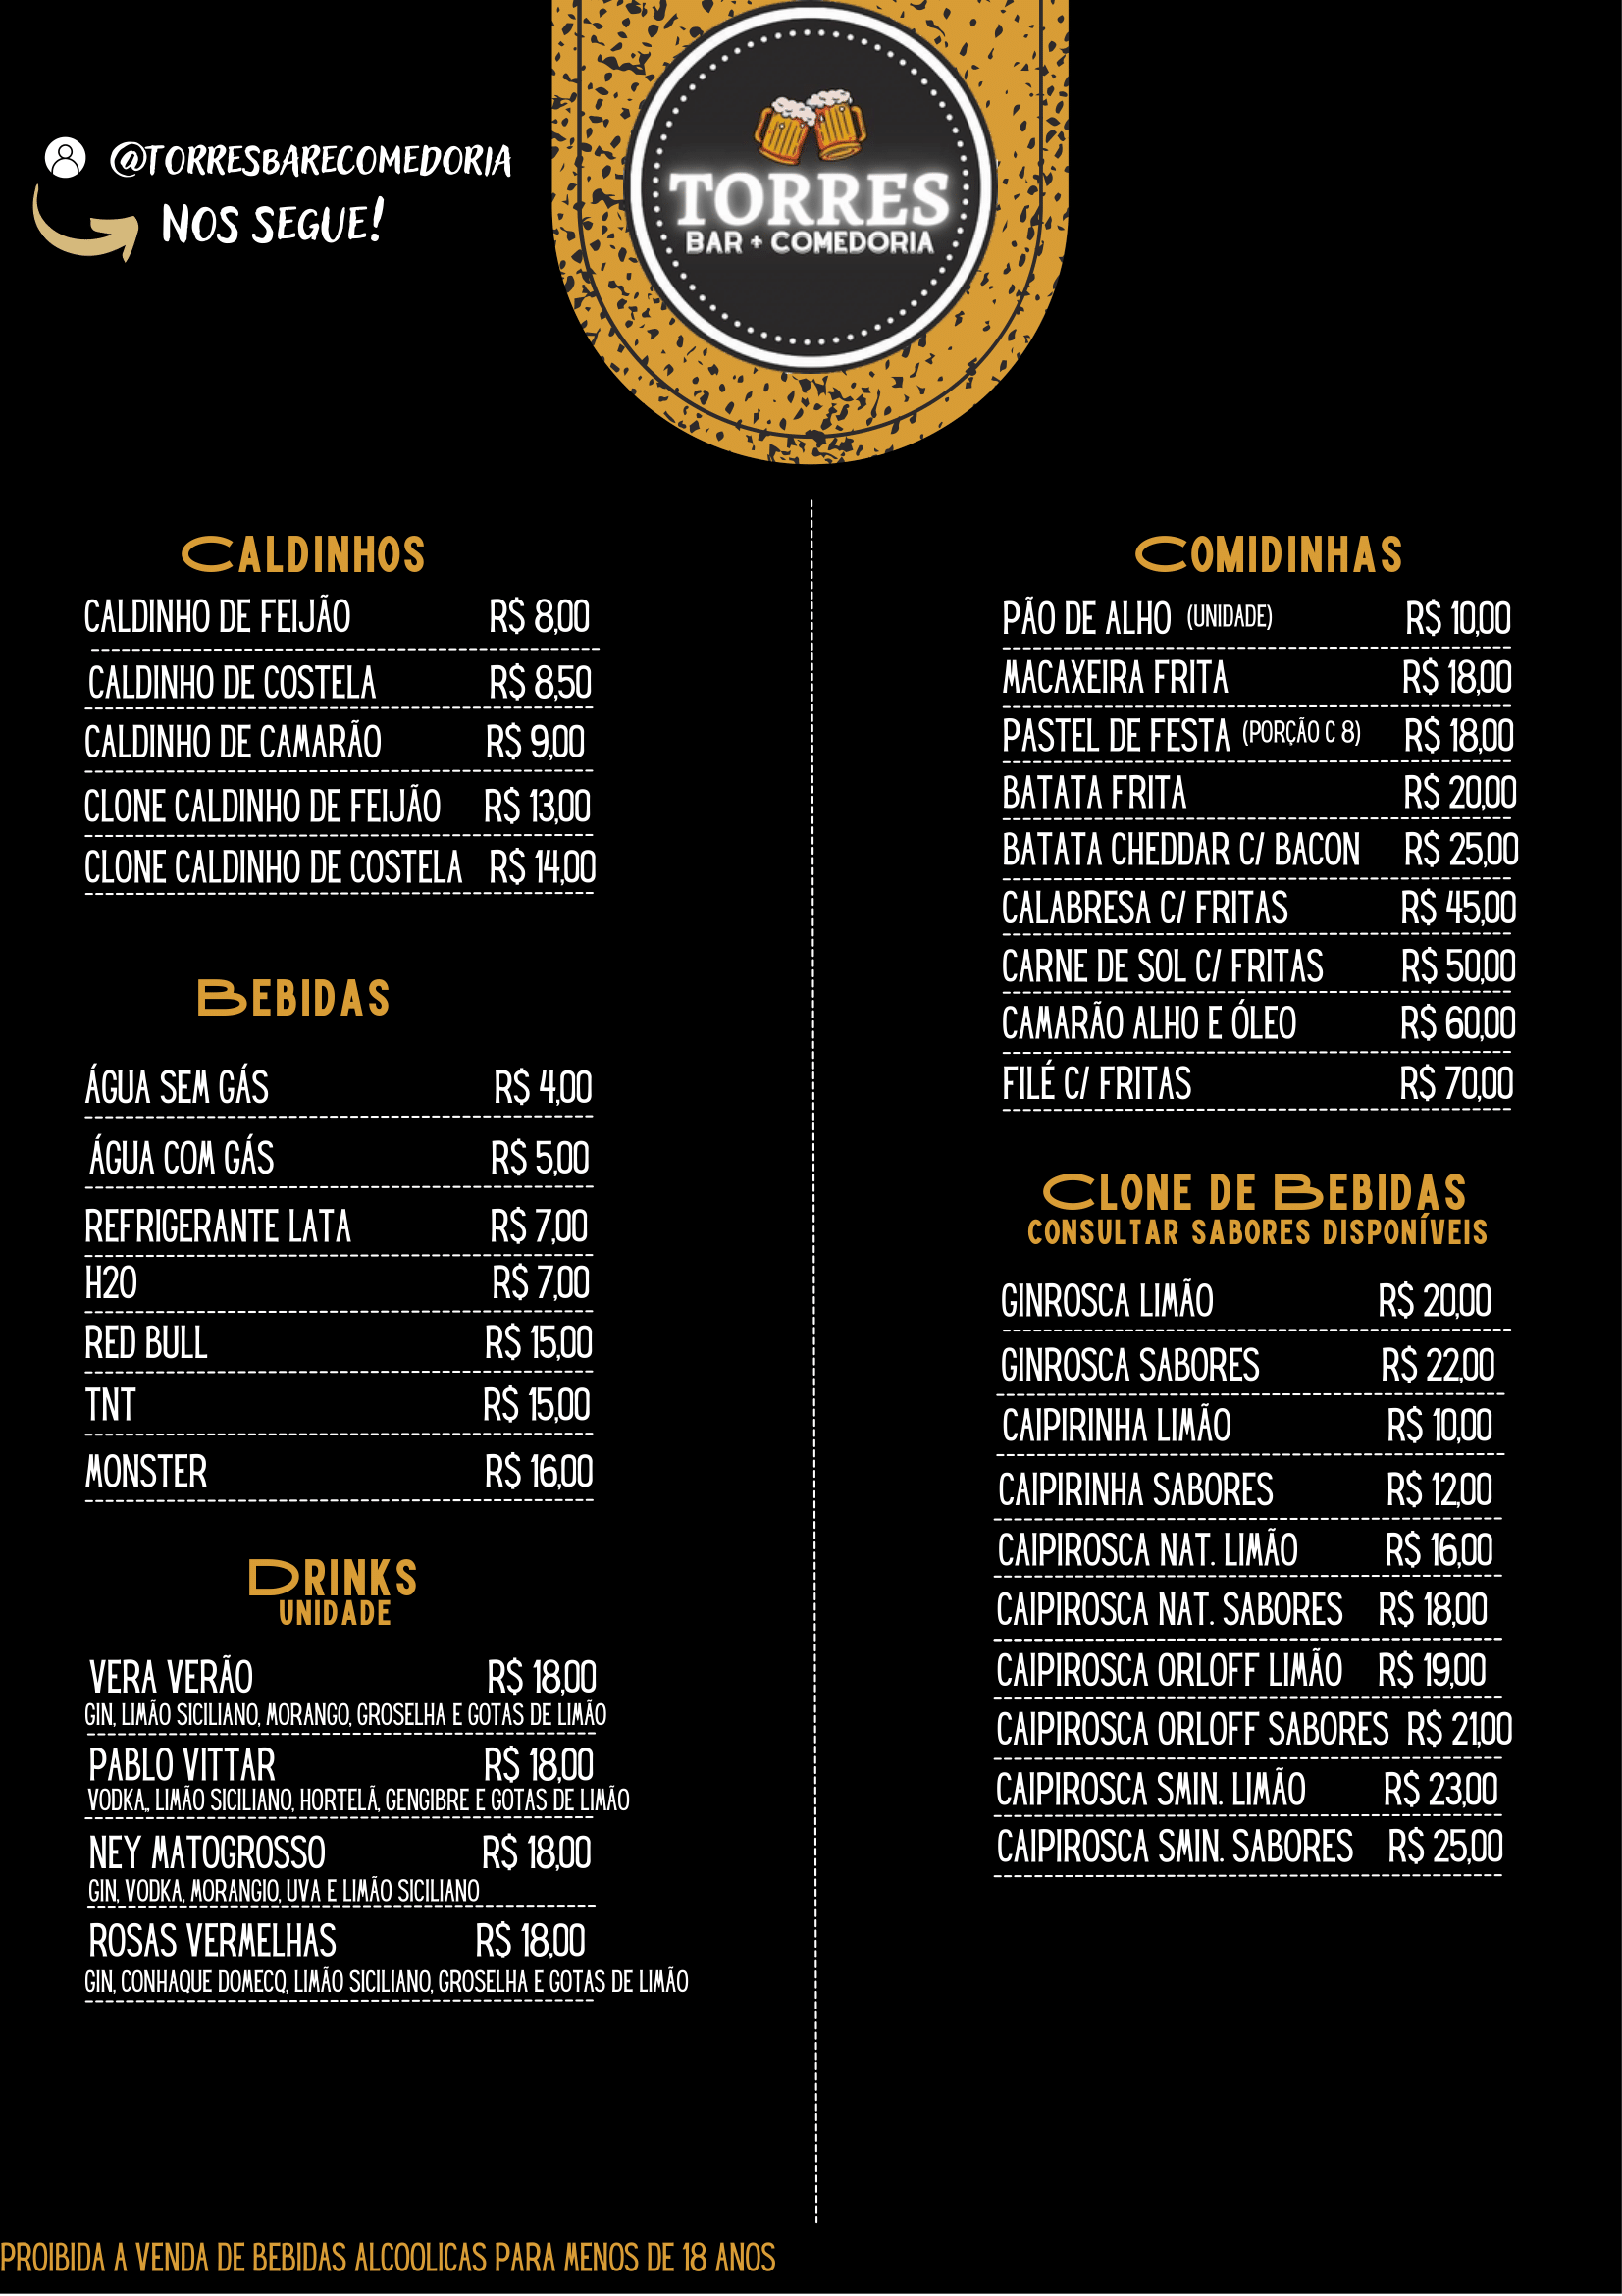 @TORRESBARECOMEDORIA
NOS SEGUE!
TORRES
BAR + COMEDORIA
CALDINHOS
CALDINHO DE FEIJÃO R$ 8,00
CALDINHO DE COSTELA R$ 8,50
CALDINHO DE CAMARÃO R$ 9,00
CLONE CALDINHO DE FEIJÃO R$ 13,00
CLONE CALDINHO DE COSTELA R$ 14,00
BEBIDAS
ÁGUA SEM GÁS R$ 4,00
ÁGUA COM GÁS R$ 5,00
REFRIGERANTE LATA R$ 7,00
H2O R$ 7,00
RED BULL R$ 15,00
TNT R$ 15,00
MONSTER R$ 16,00
DRINKS
UNIDADE
VERA VERÃO R$ 18,00
GIN, LIMÃO SICILIANO, MORANGO, GROSELHA E GOTAS DE LIMÃO
PABLO VITTAR R$ 18,00
VODKA,, LIMÃO SICILIANO, HORTELÃ, GENGIBRE E GOTAS DE LIMÃO
NEY MATOGROSSO R$ 18,00
GIN, VODKA, MORANGIO, UVA E LIMÃO SICILIANO
ROSAS VERMELHAS R$ 18,00
GIN, CONHAQUE DOMECQ, LIMÃO SICILIANO, GROSELHA E GOTAS DE LIMÃO
COMIDINHAS
PÃO DE ALHO (UNIDADE) R$ 10,00
MACAXEIRA FRITA R$ 18,00
PASTEL DE FESTA (PORÇÃO C 8) R$ 18,00
BATATA FRITA R$ 20,00
BATATA CHEDDAR C/ BACON R$ 25,00
CALABRESA C/ FRITAS R$ 45,00
CARNE DE SOL C/ FRITAS R$ 50,00
CAMARÃO ALHO E ÓLEO R$ 60,00
FILÉ C/ FRITAS R$ 70,00
CLONE DE BEBIDAS
CONSULTAR SABORES DISPONÍVEIS
GINROSCA LIMÃO R$ 20,00
GINROSCA SABORES R$ 22,00
CAIPIRINHA LIMÃO R$ 10,00
CAIPIRINHA SABORES R$ 12,00
CAIPIROSCA NAT. LIMÃO R$ 16,00
CAIPIROSCA NAT. SABORES R$ 18,00
CAIPIROSCA ORLOFF LIMÃO R$ 19,00
CAIPIROSCA ORLOFF SABORES R$ 21,00
CAIPIROSCA SMIN. LIMÃO R$ 23,00
CAIPIROSCA SMIN. SABORES R$ 25,00
PROIBIDA A VENDA DE BEBIDAS ALCOOLICAS PARA MENOS DE 18 ANOS